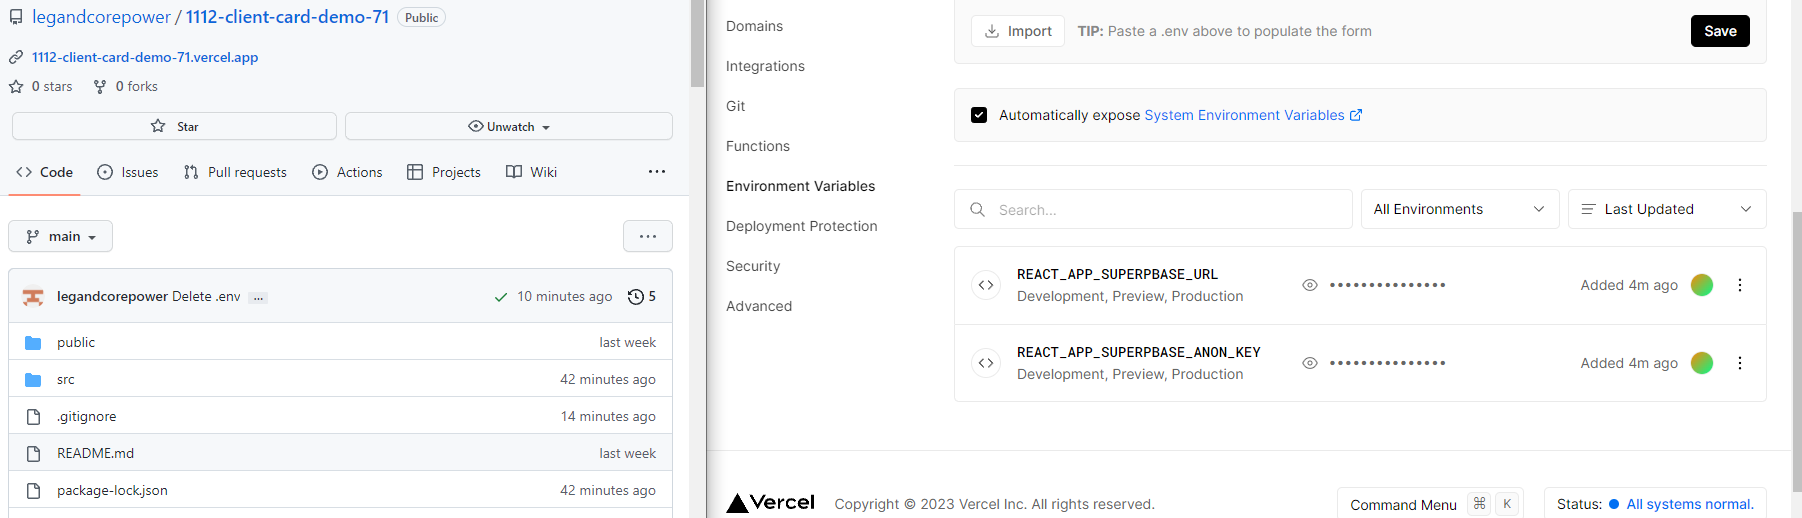 legandcorepower / 1112-client-card-demo-71 Public
1112-client-card-demo-71.vercel.app
0 stars 0 forks
Star Unwatch
Code Issues Pull requests Actions Projects Wiki
main
legandcorepower Delete .env 10 minutes ago 5
public last week
src 42 minutes ago
.gitignore 14 minutes ago
README.md last week
package-lock.json 42 minutes ago
Domains
Integrations
Git
Functions
Environment Variables
Deployment Protection
Security
Advanced
Import TIP: Paste a .env above to populate the form Save
Automatically expose System Environment Variables
Search... All Environments Last Updated
REACT_APP_SUPERPBASE_URL
Development, Preview, Production
••••••••••••••• Added 4m ago
REACT_APP_SUPERPBASE_ANON_KEY
Development, Preview, Production
••••••••••••••• Added 4m ago
Vercel Copyright © 2023 Vercel Inc. All rights reserved. Command Menu ⌘ K Status: All systems normal.